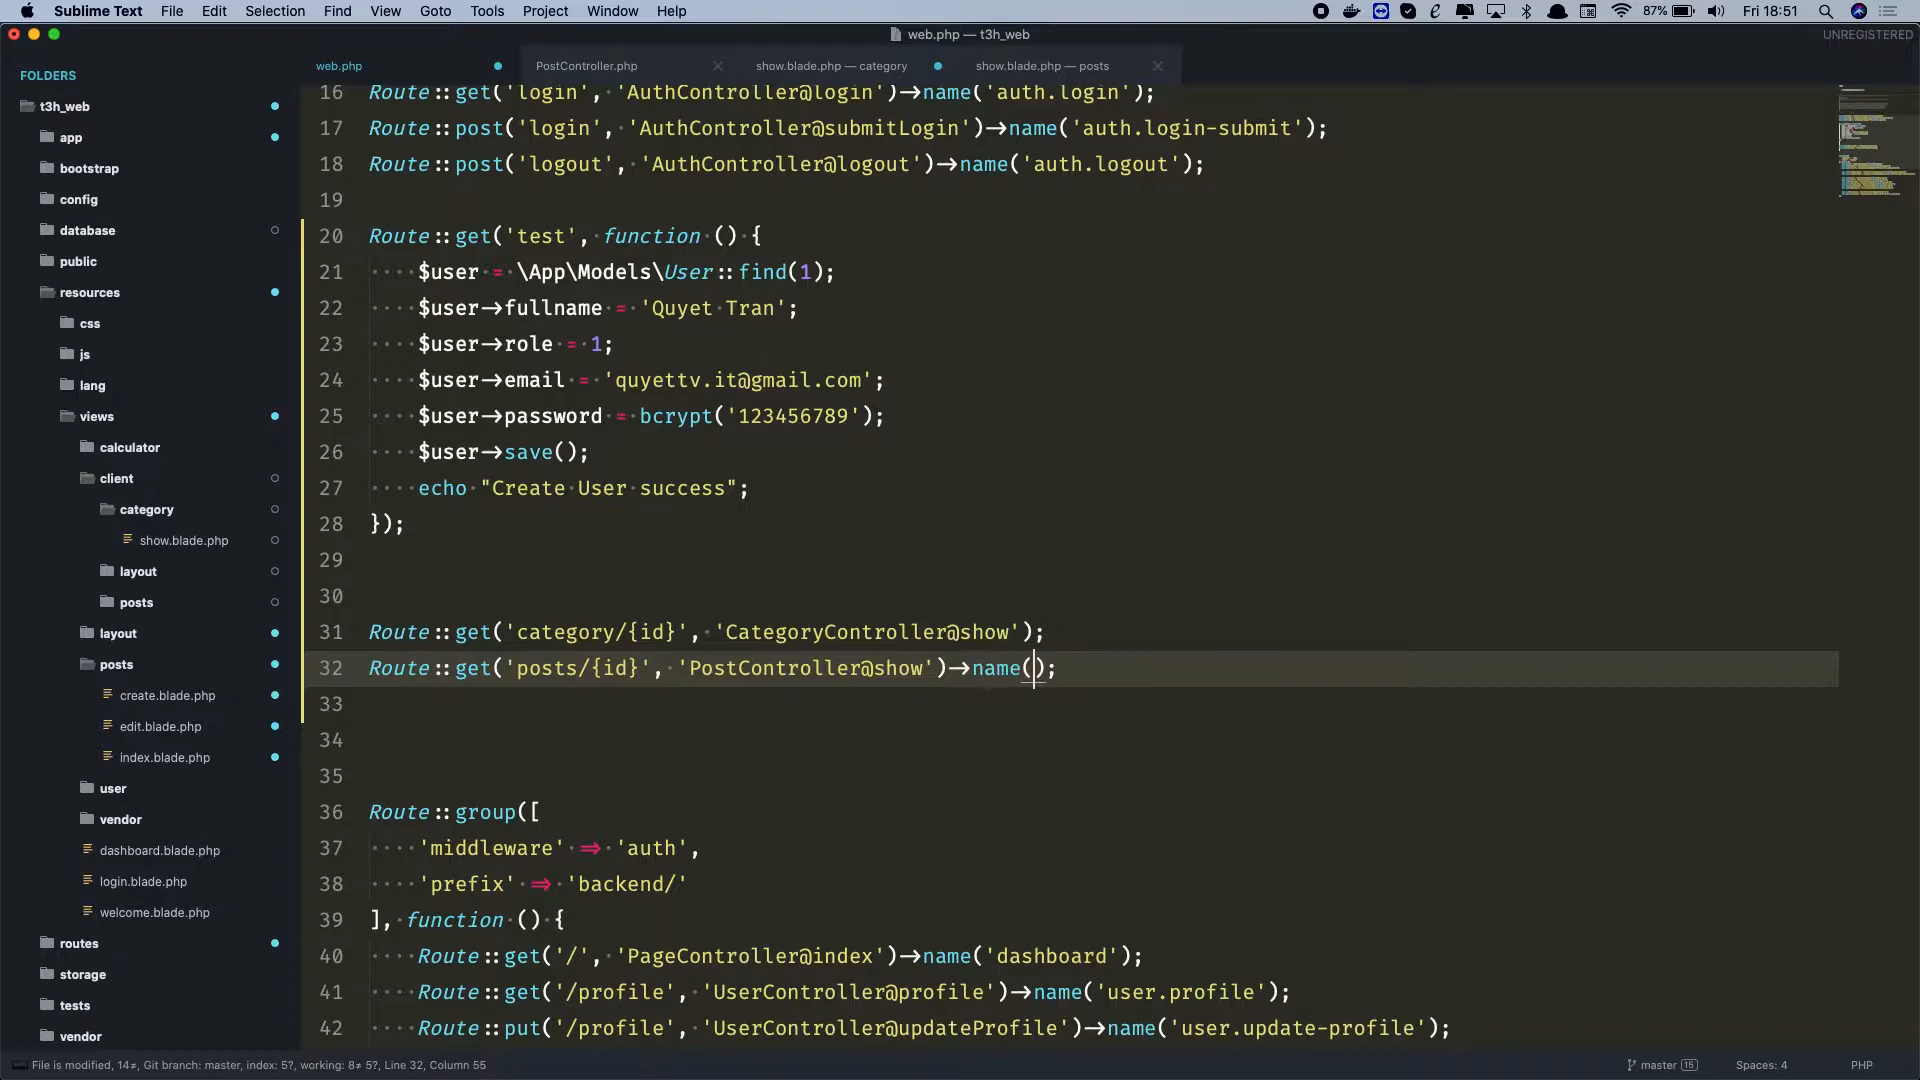 Sublime Text File Edit Selection Find View Goto Tools Project Window Help 87% Fri 18:51
web.php — t3h_web UNREGISTERED
web.php PostController.php show.blade.php — category show.blade.php — posts
FOLDERS
t3h_web
app
bootstrap
config
database
public
resources
css
js
lang
views
calculator
client
category
show.blade.php
layout
posts
layout
posts
create.blade.php
edit.blade.php
index.blade.php
user
vendor
dashboard.blade.php
login.blade.php
welcome.blade.php
routes
storage
tests
vendor
16 Route::get('login', 'AuthController@login')->name('auth.login');
17 Route::post('login', 'AuthController@submitLogin')->name('auth.login-submit');
18 Route::post('logout', 'AuthController@logout')->name('auth.logout');
19
20 Route::get('test', function () {
21 $user = \App\Models\User::find(1);
22 $user->fullname = 'Quyet Tran';
23 $user->role = 1;
24 $user->email = 'quyettv.it@gmail.com';
25 $user->password = bcrypt('123456789');
26 $user->save();
27 echo "Create User success";
28 });
29
30
31 Route::get('category/{id}', 'CategoryController@show');
32 Route::get('posts/{id}', 'PostController@show')->name();
33
34
35
36 Route::group([
37 'middleware' => 'auth',
38 'prefix' => 'backend/'
39 ], function () {
40 Route::get('/', 'PageController@index')->name('dashboard');
41 Route::get('/profile', 'UserController@profile')->name('user.profile');
42 Route::put('/profile', 'UserController@updateProfile')->name('user.update-profile');
File is modified, 14≠, Git branch: master, index: 5?, working: 8≠ 5?, Line 32, Column 55 master 15 Spaces: 4 PHP